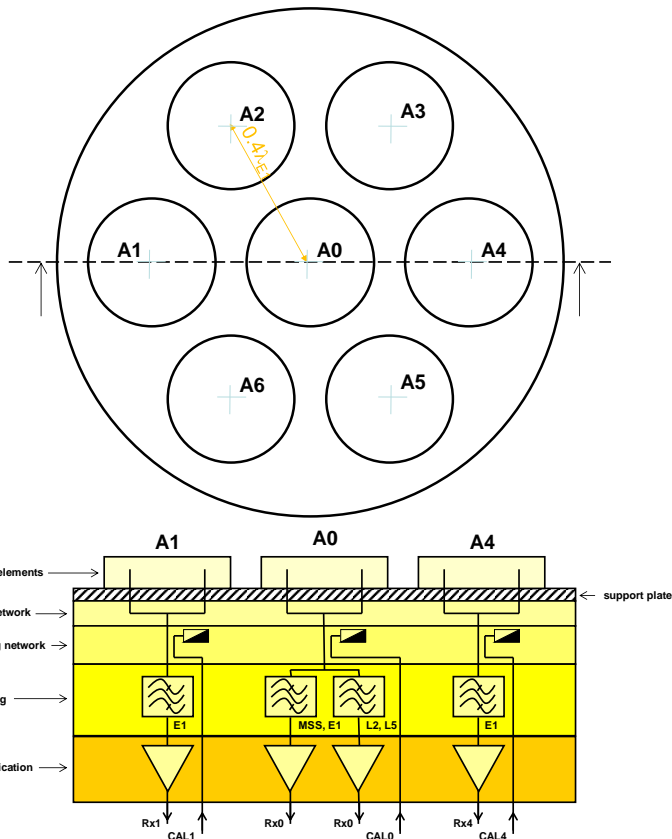 A2
A3
0.4λE1
A1
A0
A4
A6
A5
A1
A0
A4
elements
support plate
etwork
g network
g
E1
MSS, E1
L2, L5
E1
ication
Rx1
Rx0
Rx0
Rx4
CAL1
CAL0
CAL4